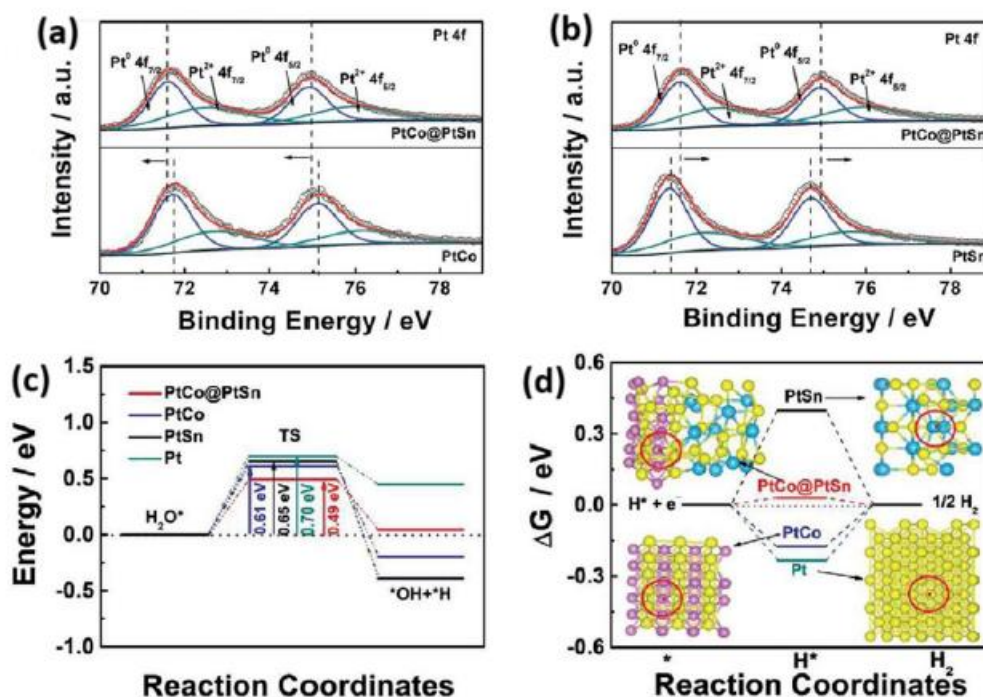 (a)
Pt 4f
Pt⁰ 4f₇/₂
Pt²⁺ 4f₇/₂
Pt⁰ 4f₅/₂
Pt²⁺ 4f₅/₂
PtCo@PtSn
PtCo
Intensity / a.u.
70 72 74 76 78
Binding Energy / eV
(b)
Pt 4f
Pt⁰ 4f₇/₂
Pt²⁺ 4f₇/₂
Pt⁰ 4f₅/₂
Pt²⁺ 4f₅/₂
PtCo@PtSn
PtSn
Intensity / a.u.
70 72 74 76 78
Binding Energy / eV
(c)
1.5
1.0
0.5
0.0
-0.5
-1.0
Energy / eV
PtCo@PtSn
PtCo
PtSn
Pt
TS
H₂O*
0.61 eV
0.65 eV
0.70 eV
0.49 eV
*OH+*H
Reaction Coordinates
(d)
0.6
0.3
0.0
-0.3
-0.6
ΔG / eV
PtSn
PtCo@PtSn
H* + e⁻
1/2 H₂
PtCo
Pt
* H* H₂
Reaction Coordinates